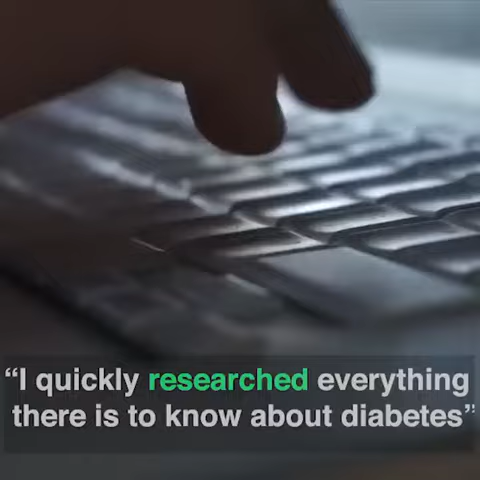 “I quickly researched everything
there is to know about diabetes”